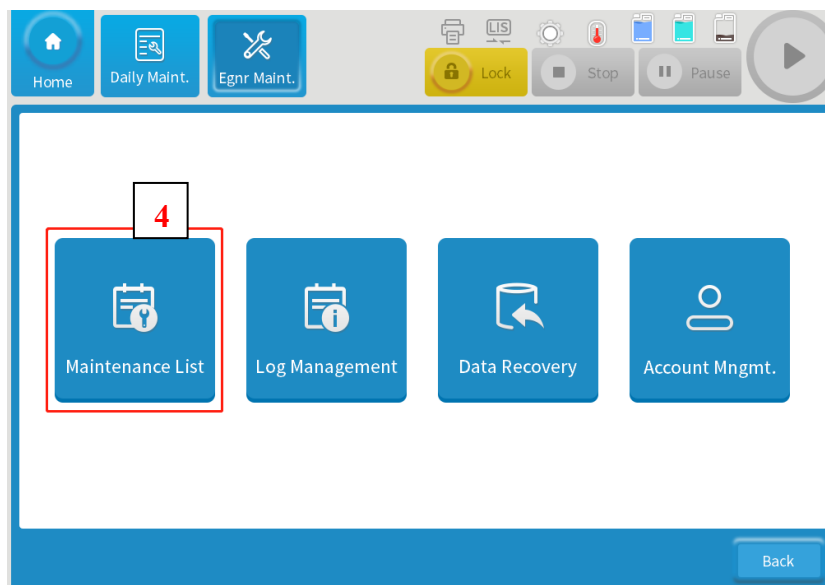 LIS
Home
Daily Maint.
Egnr Maint.
Lock
Stop
Pause
4
Maintenance List
Log Management
Data Recovery
Account Mngmt.
Back